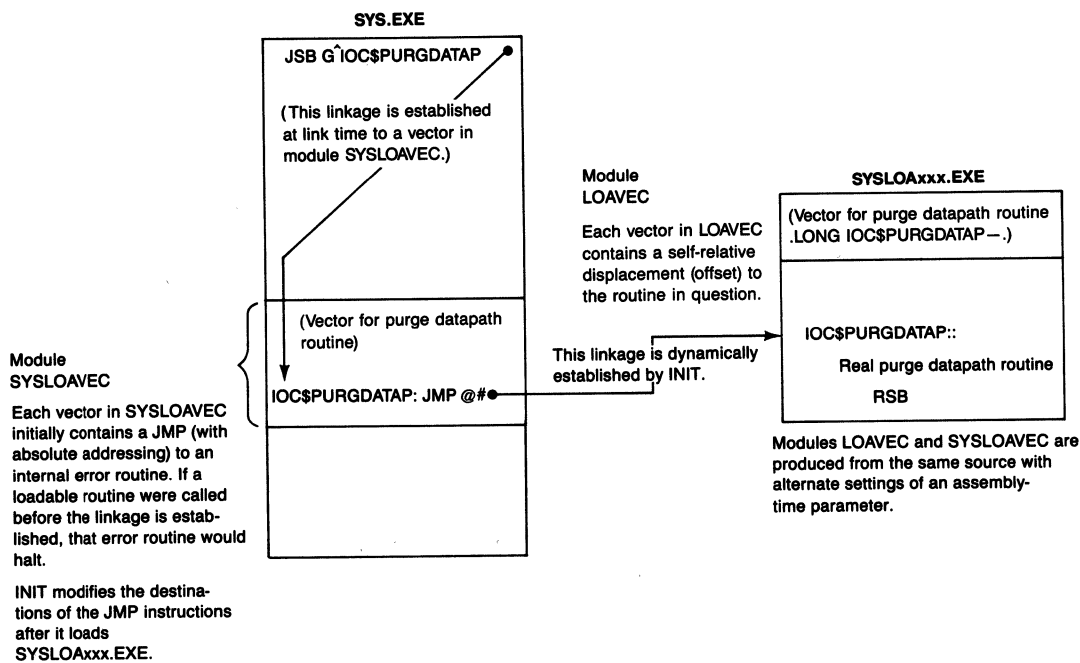 SYS.EXE
JSB G^IOC$PURGDATAP
(This linkage is established
at link time to a vector in
module SYSLOAVEC.)
(Vector for purge datapath
routine)
IOC$PURGDATAP: JMP @#
Module
SYSLOAVEC
Each vector in SYSLOAVEC
initially contains a JMP (with
absolute addressing) to an
internal error routine. If a
loadable routine were called
before the linkage is estab-
lished, that error routine would
halt.
INIT modifies the destina-
tions of the JMP instructions
after it loads
SYSLOAxxx.EXE.
Module
LOAVEC
Each vector in LOAVEC
contains a self-relative
displacement (offset) to
the routine in question.
This linkage is dynamically
established by INIT.
SYSLOAxxx.EXE
(Vector for purge datapath routine
.LONG IOC$PURGDATAP—.)
IOC$PURGDATAP::
Real purge datapath routine
RSB
Modules LOAVEC and SYSLOAVEC are
produced from the same source with
alternate settings of an assembly-
time parameter.